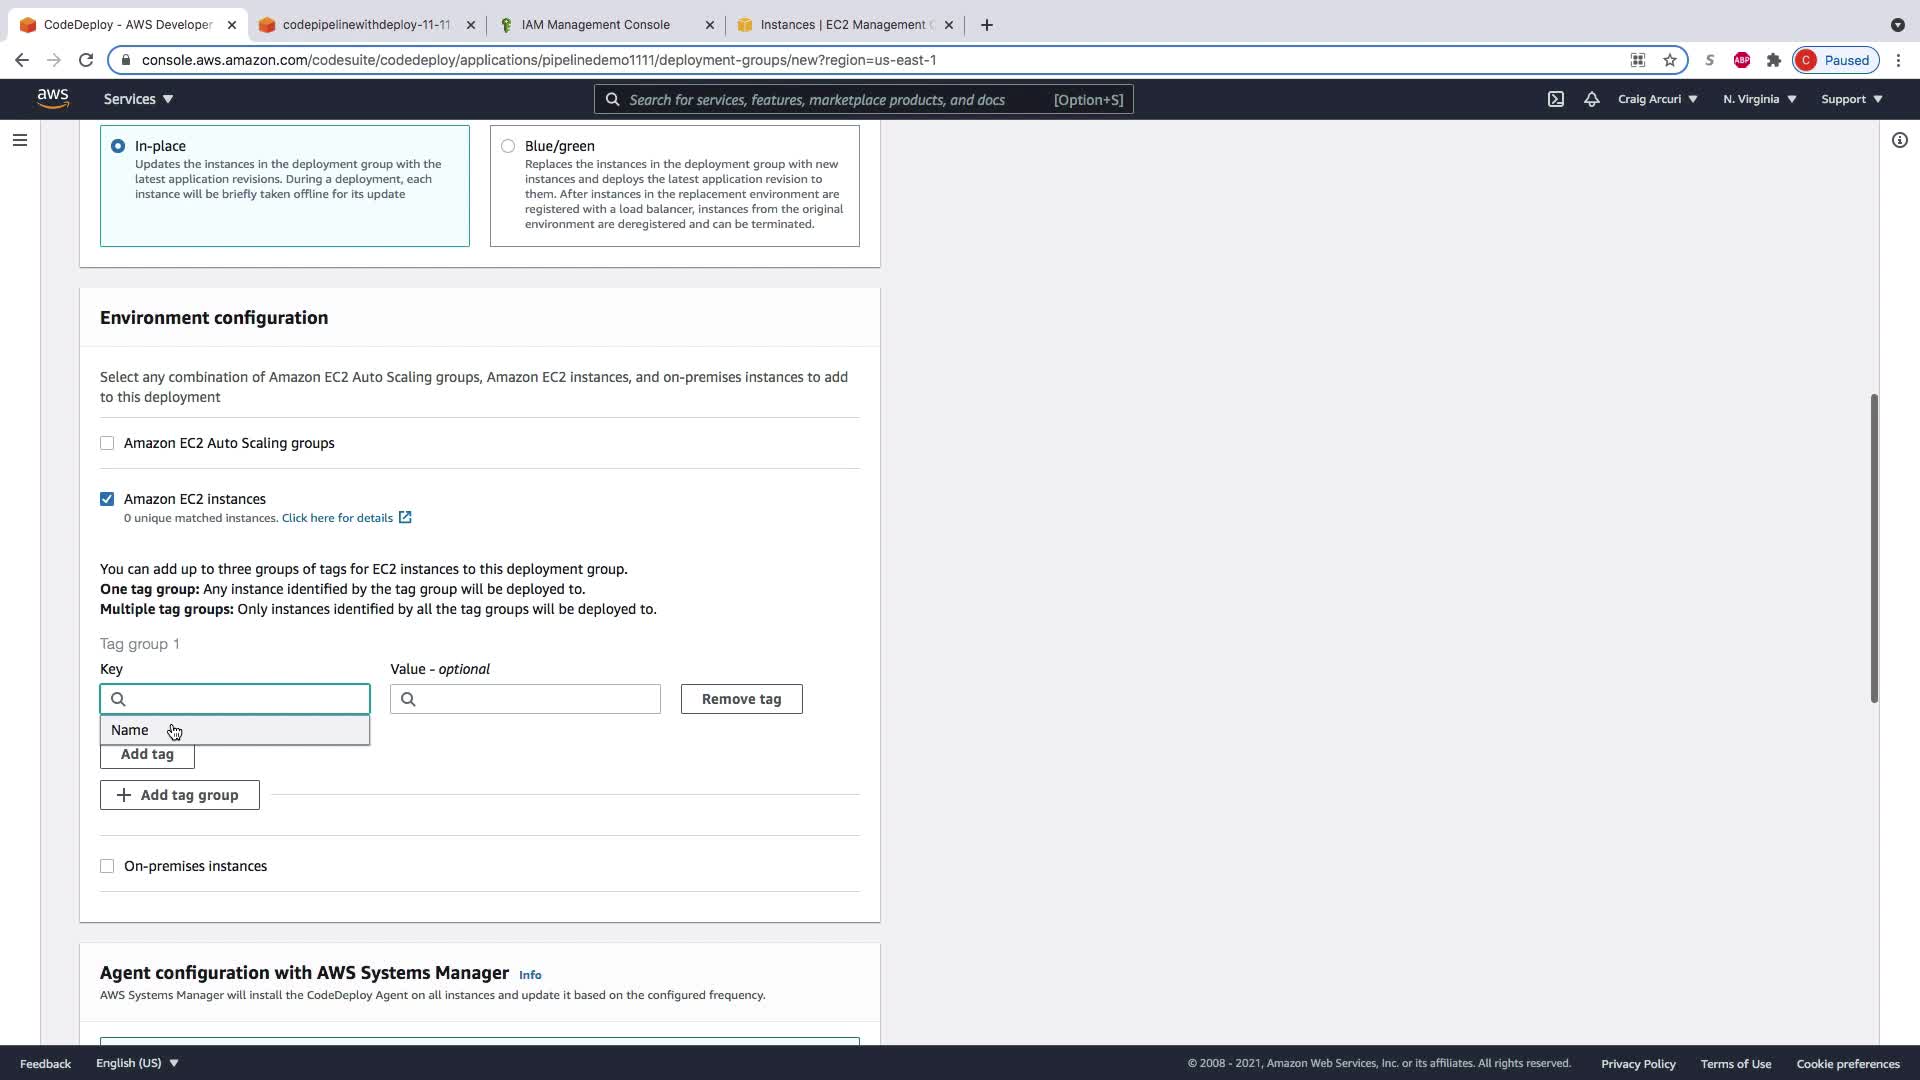 CodeDeploy - AWS Developer
codepipelinewithdeploy-11-11
IAM Management Console
Instances | EC2 Management C
console.aws.amazon.com/codesuite/codedeploy/applications/pipelinedemo1111/deployment-groups/new?region=us-east-1
S
ABP
C
Paused
aws
Services
Search for services, features, marketplace products, and docs
[Option+S]
Craig Arcuri
N. Virginia
Support
In-place
Updates the instances in the deployment group with the
latest application revisions. During a deployment, each
instance will be briefly taken offline for its update
Blue/green
Replaces the instances in the deployment group with new
instances and deploys the latest application revision to
them. After instances in the replacement environment are
registered with a load balancer, instances from the original
environment are deregistered and can be terminated.
Environment configuration
Select any combination of Amazon EC2 Auto Scaling groups, Amazon EC2 instances, and on-premises instances to add
to this deployment
Amazon EC2 Auto Scaling groups
Amazon EC2 instances
0 unique matched instances. Click here for details
You can add up to three groups of tags for EC2 instances to this deployment group.
One tag group: Any instance identified by the tag group will be deployed to.
Multiple tag groups: Only instances identified by all the tag groups will be deployed to.
Tag group 1
Key
Value - optional
Remove tag
Name
Add tag
Add tag group
On-premises instances
Agent configuration with AWS Systems Manager Info
AWS Systems Manager will install the CodeDeploy Agent on all instances and update it based on the configured frequency.
Feedback
English (US)
© 2008 - 2021, Amazon Web Services, Inc. or its affiliates. All rights reserved.
Privacy Policy
Terms of Use
Cookie preferences